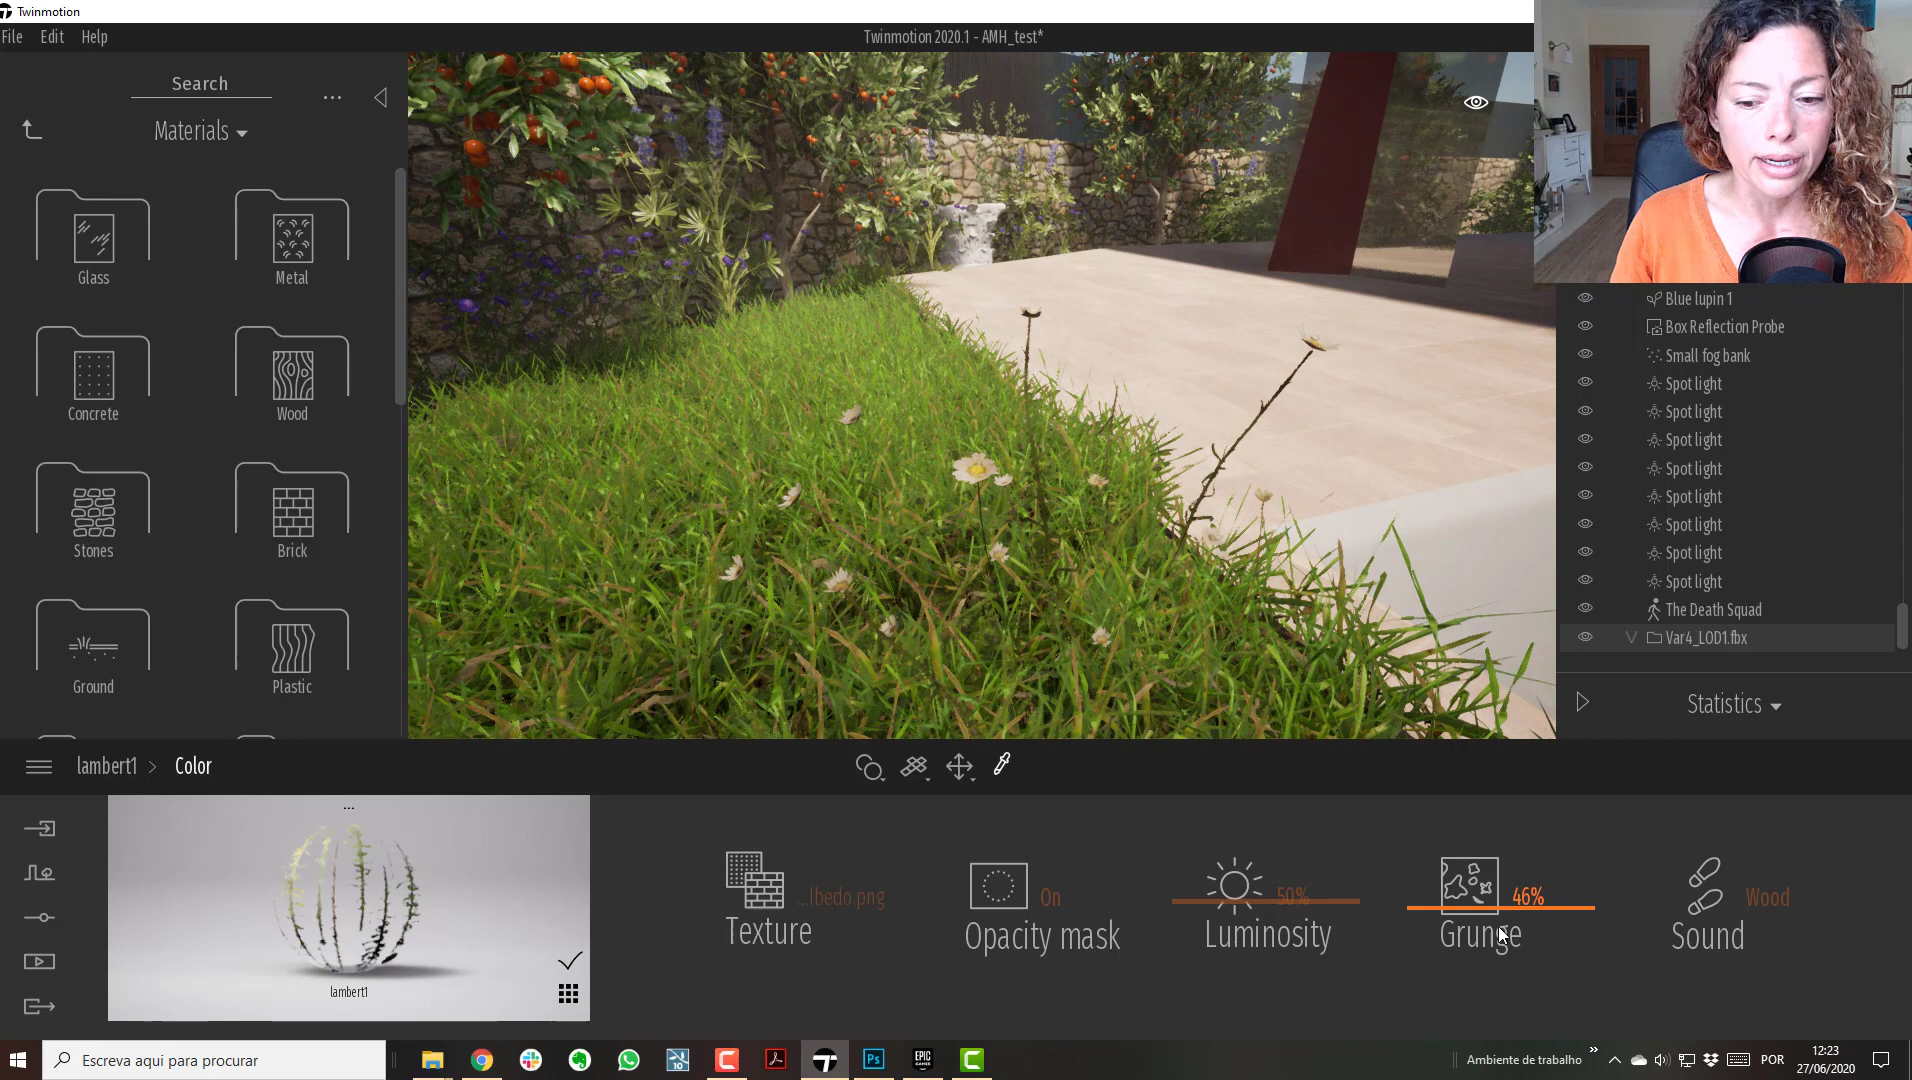 Twinmotion
File Edit Help
Twinmotion 2020.1 - AMH_test*
Search
...
Materials
Glass
Metal
Concrete
Wood
Stones
Brick
Ground
Plastic
Blue lupin 1
Box Reflection Probe
Small fog bank
Spot light
Spot light
Spot light
Spot light
Spot light
Spot light
Spot light
Spot light
The Death Squad
Var4_LOD1.fbx
Statistics
lambert1 > Color
...
lambert1
...lbedo.png
Texture
On
Opacity mask
50%
Luminosity
46%
Grunge
Wood
Sound
Escreva aqui para procurar
10
Ps
EPIC
GAMES
Ambiente de trabalho
»
POR
12:23
27/06/2020